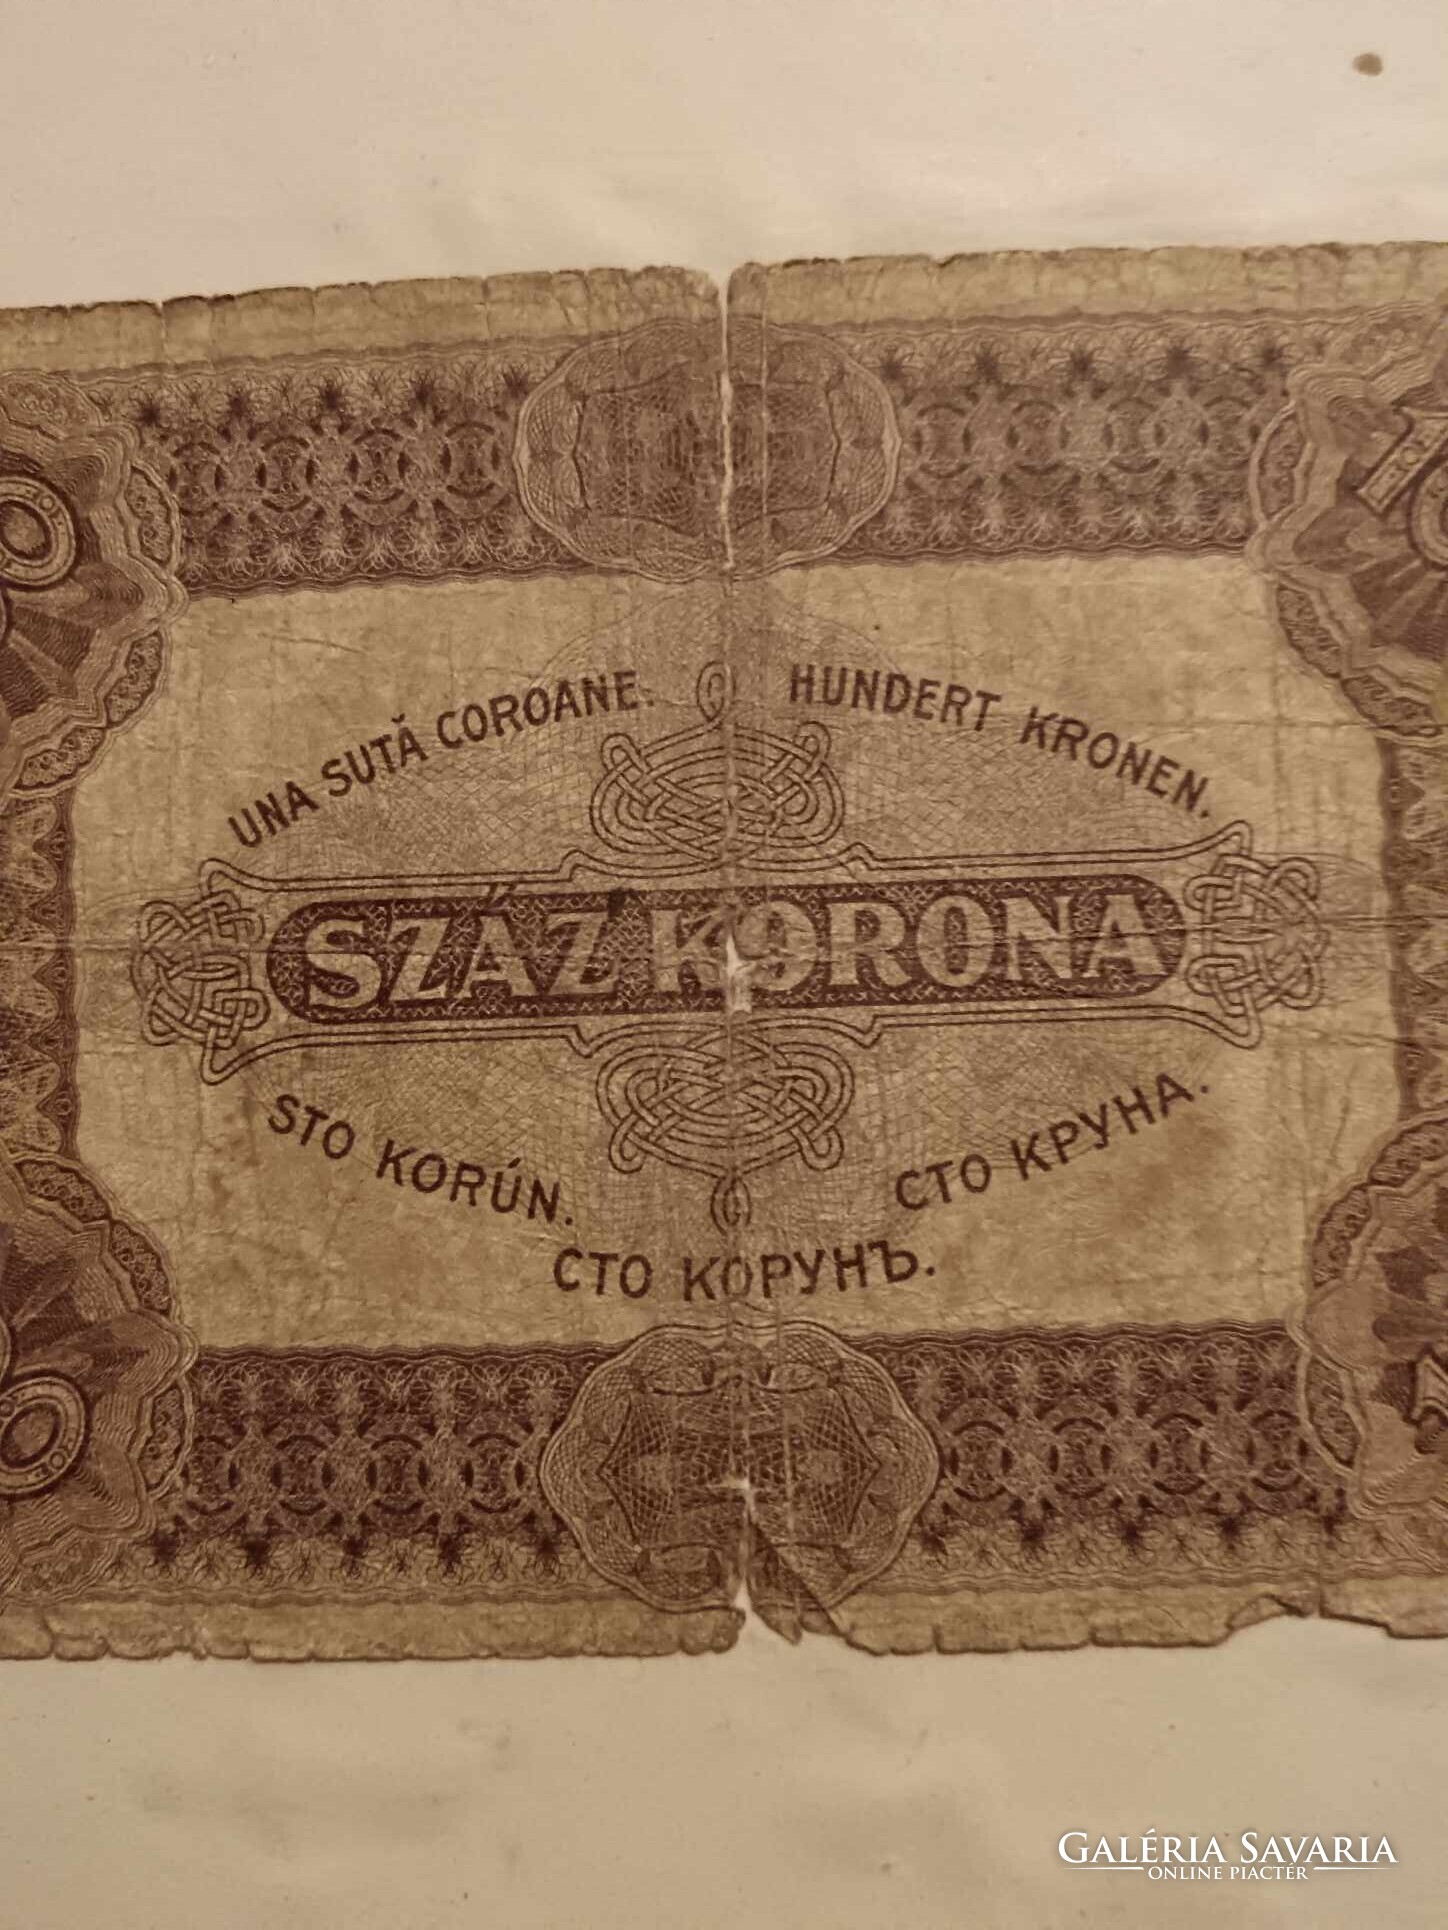 UNA SUTĂ COROANE.
HUNDERT KRONEN.
SZÁZ KORONA
STO KORÚN.
СТО КРУНА.
СТО КОРУНЪ.
GALÉRIA SAVARIA
ONLINE PIACTÉR